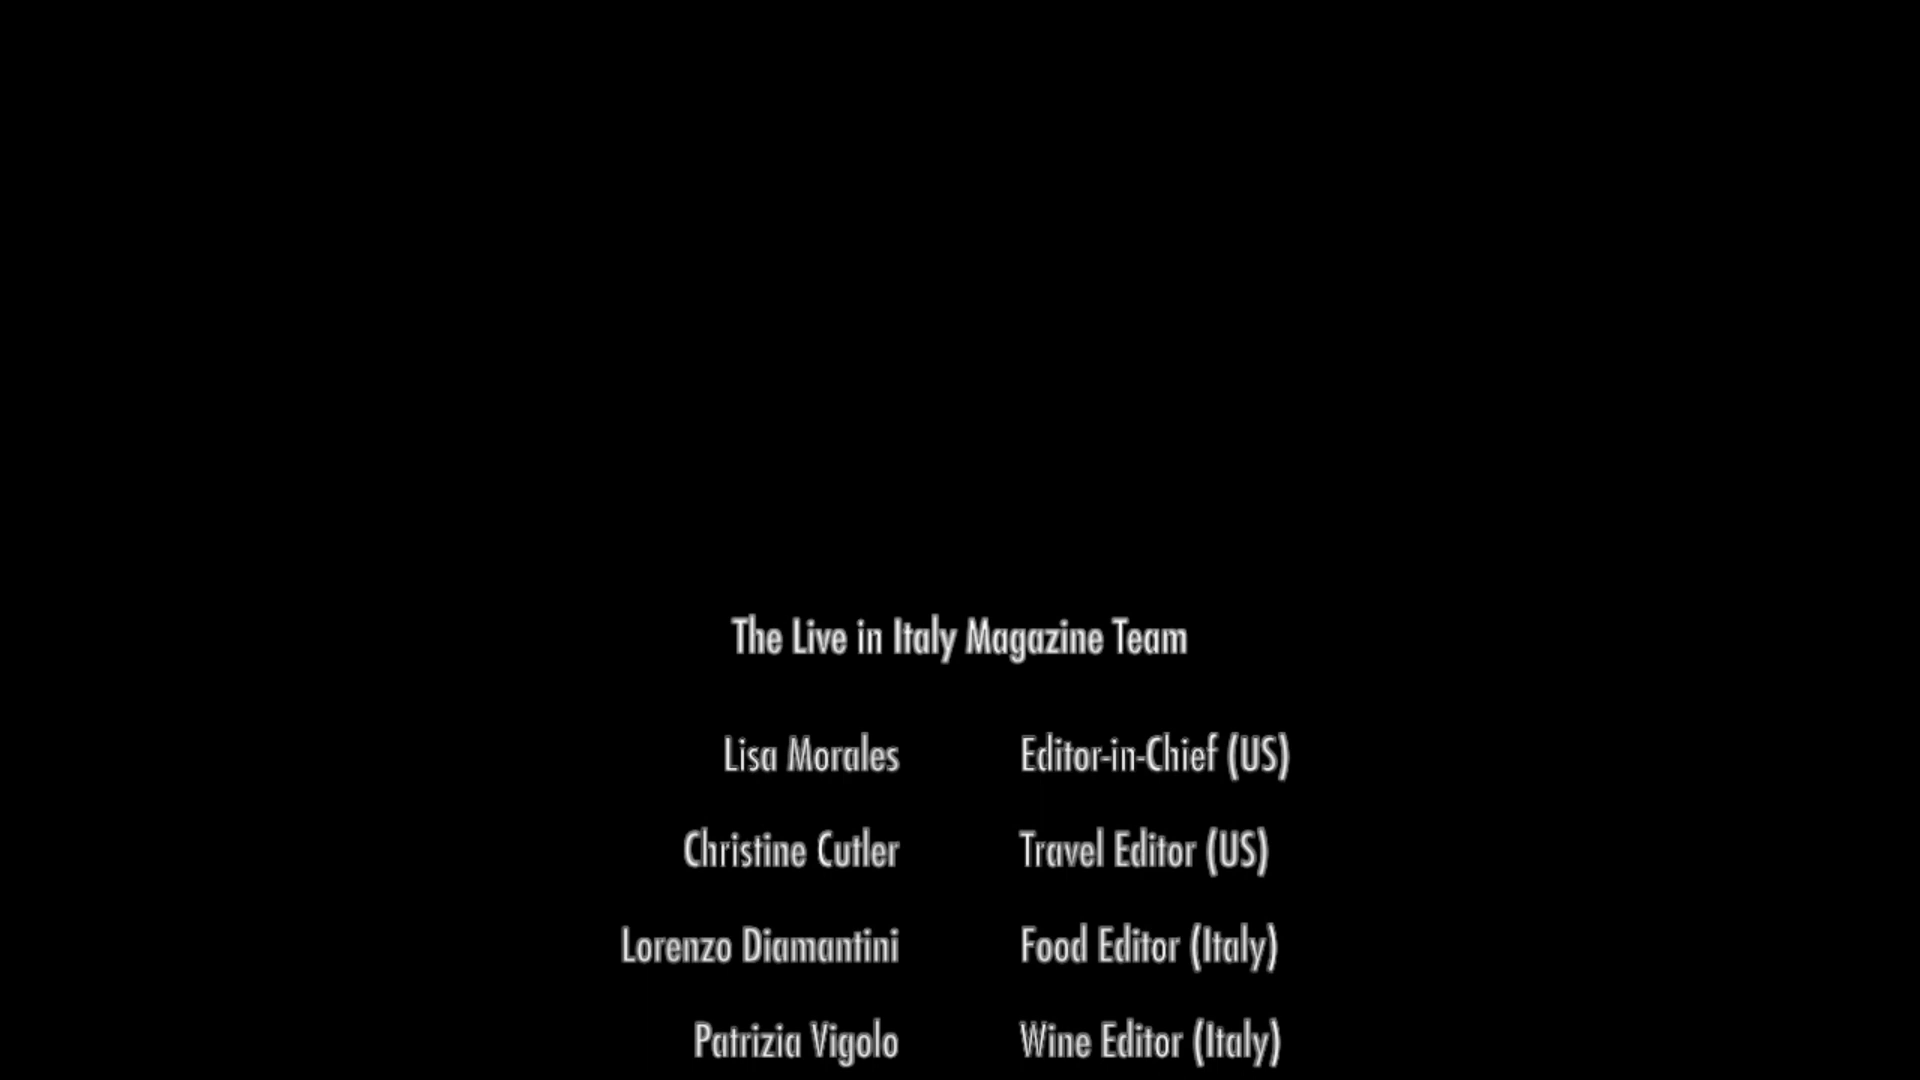 The Live in Italy Magazine Team
Lisa Morales Editor-in-Chief (US)
Christine Cutler Travel Editor (US)
Lorenzo Diamantini Food Editor (Italy)
Patrizia Vigolo Wine Editor (Italy)